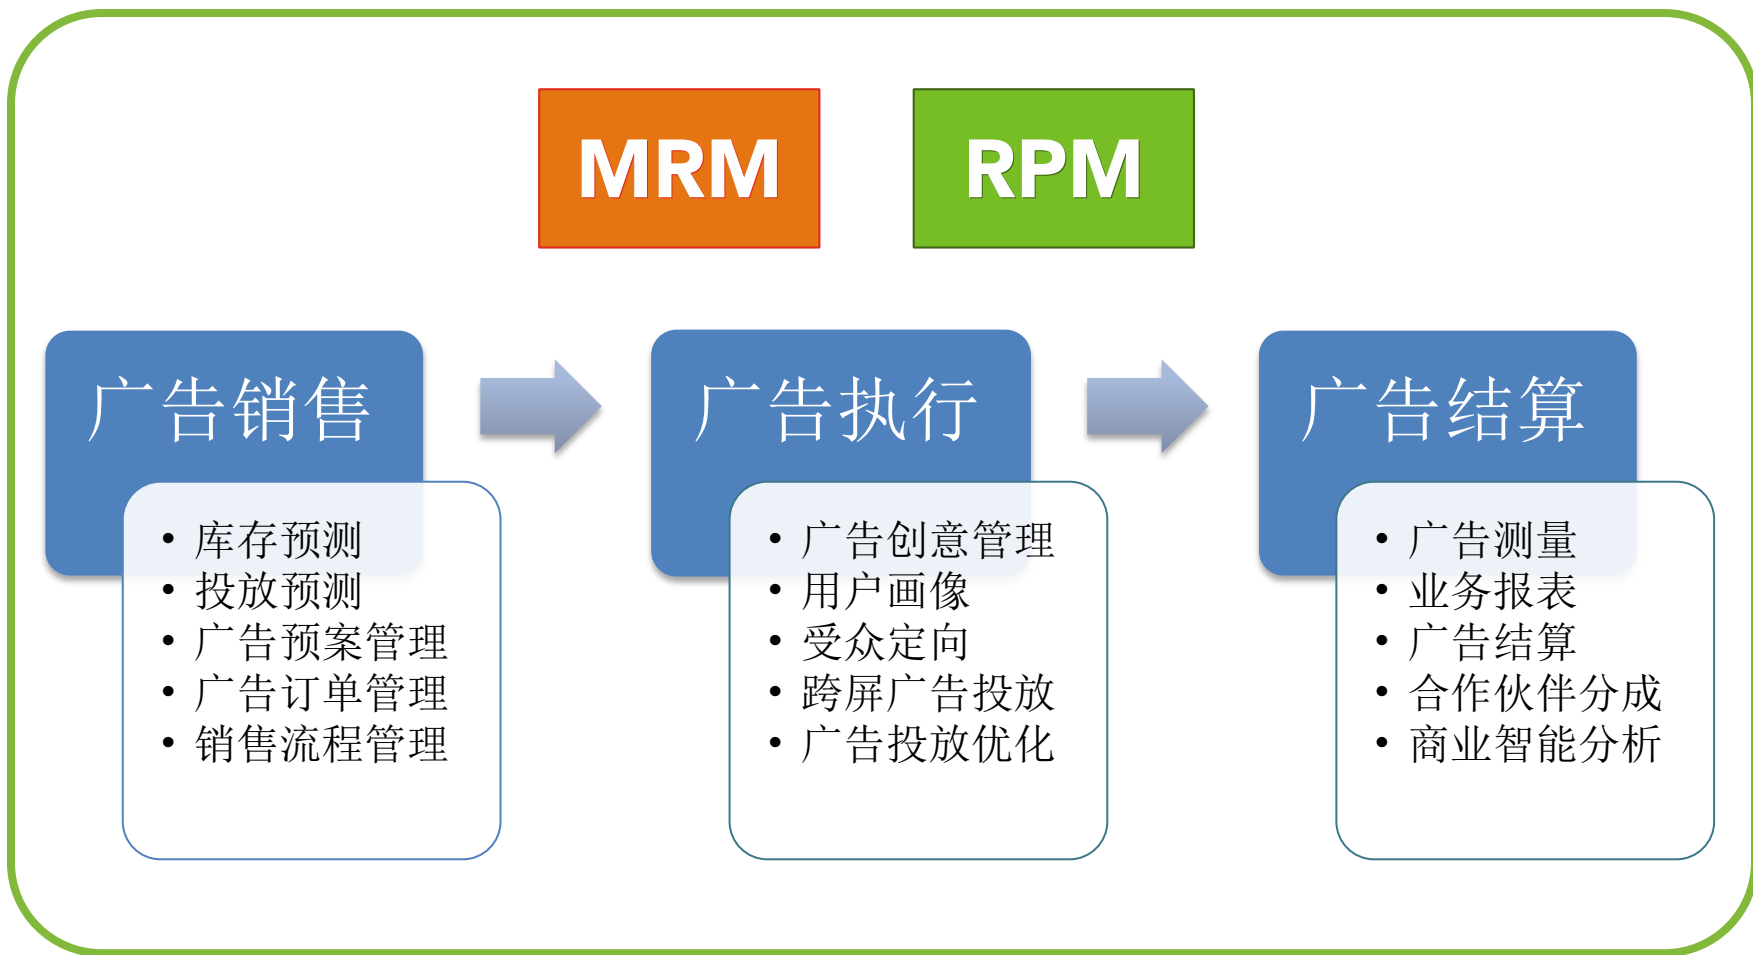 MRM
RPM
广告销售
• 库存预测
• 投放预测
• 广告预案管理
• 广告订单管理
• 销售流程管理
广告执行
• 广告创意管理
• 用户画像
• 受众定向
• 跨屏广告投放
• 广告投放优化
广告结算
• 广告测量
• 业务报表
• 广告结算
• 合作伙伴分成
• 商业智能分析